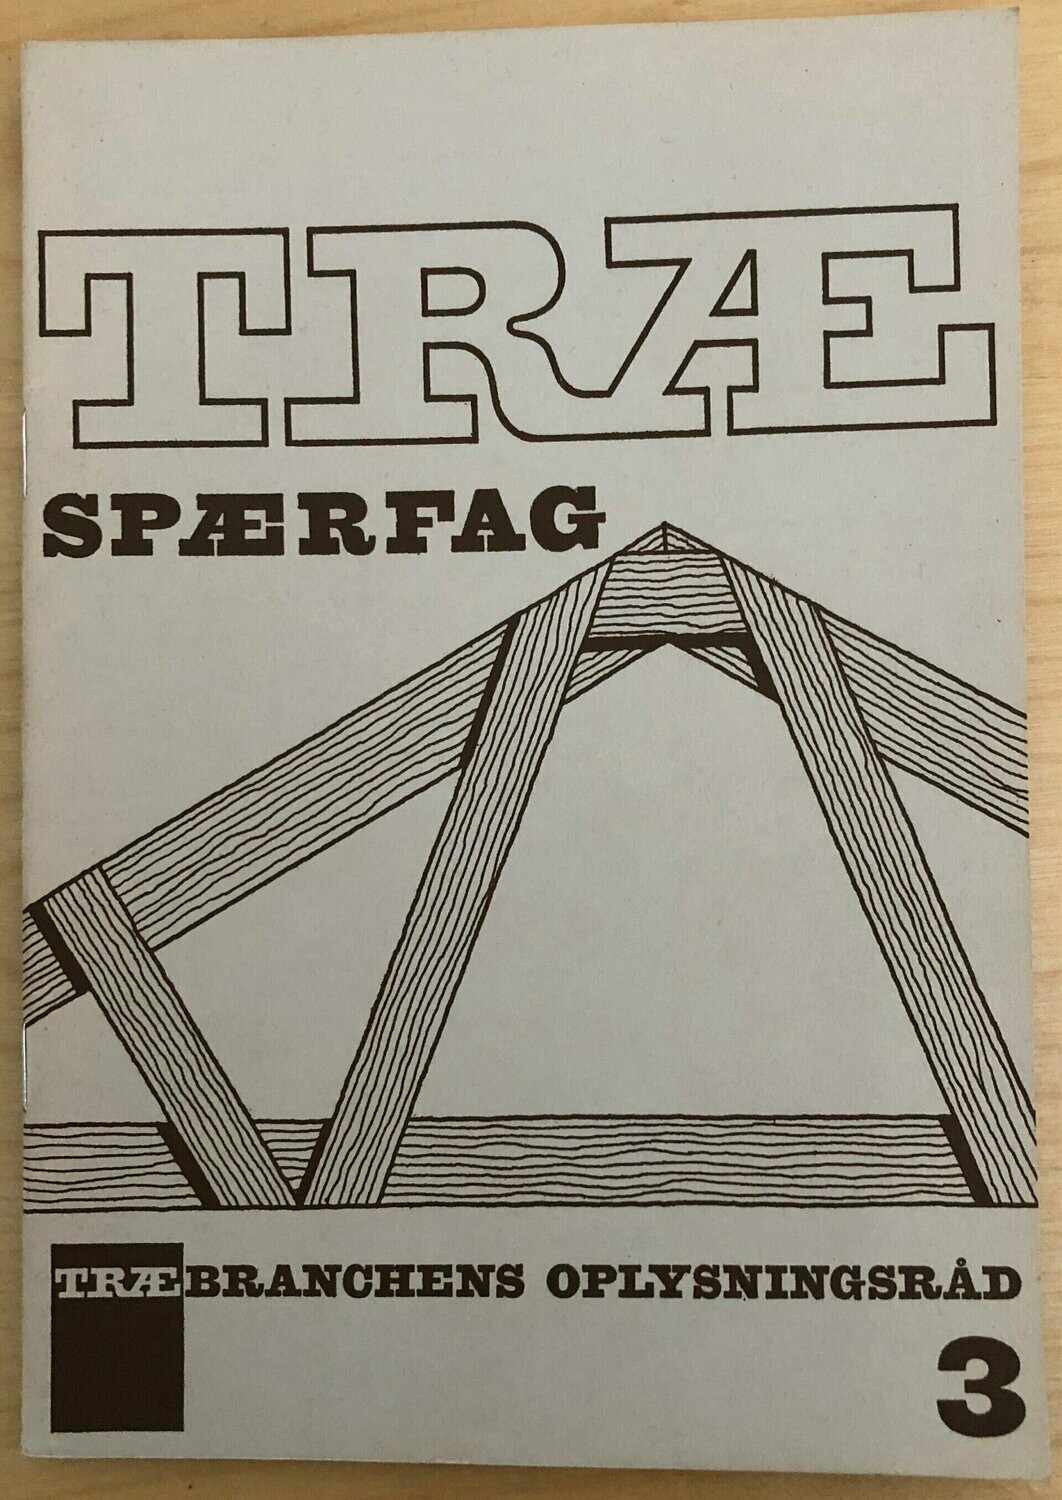 TRÆ
SPÆRFAG
TRÆBRANCHENS OPLYSNINGSRÅD
3